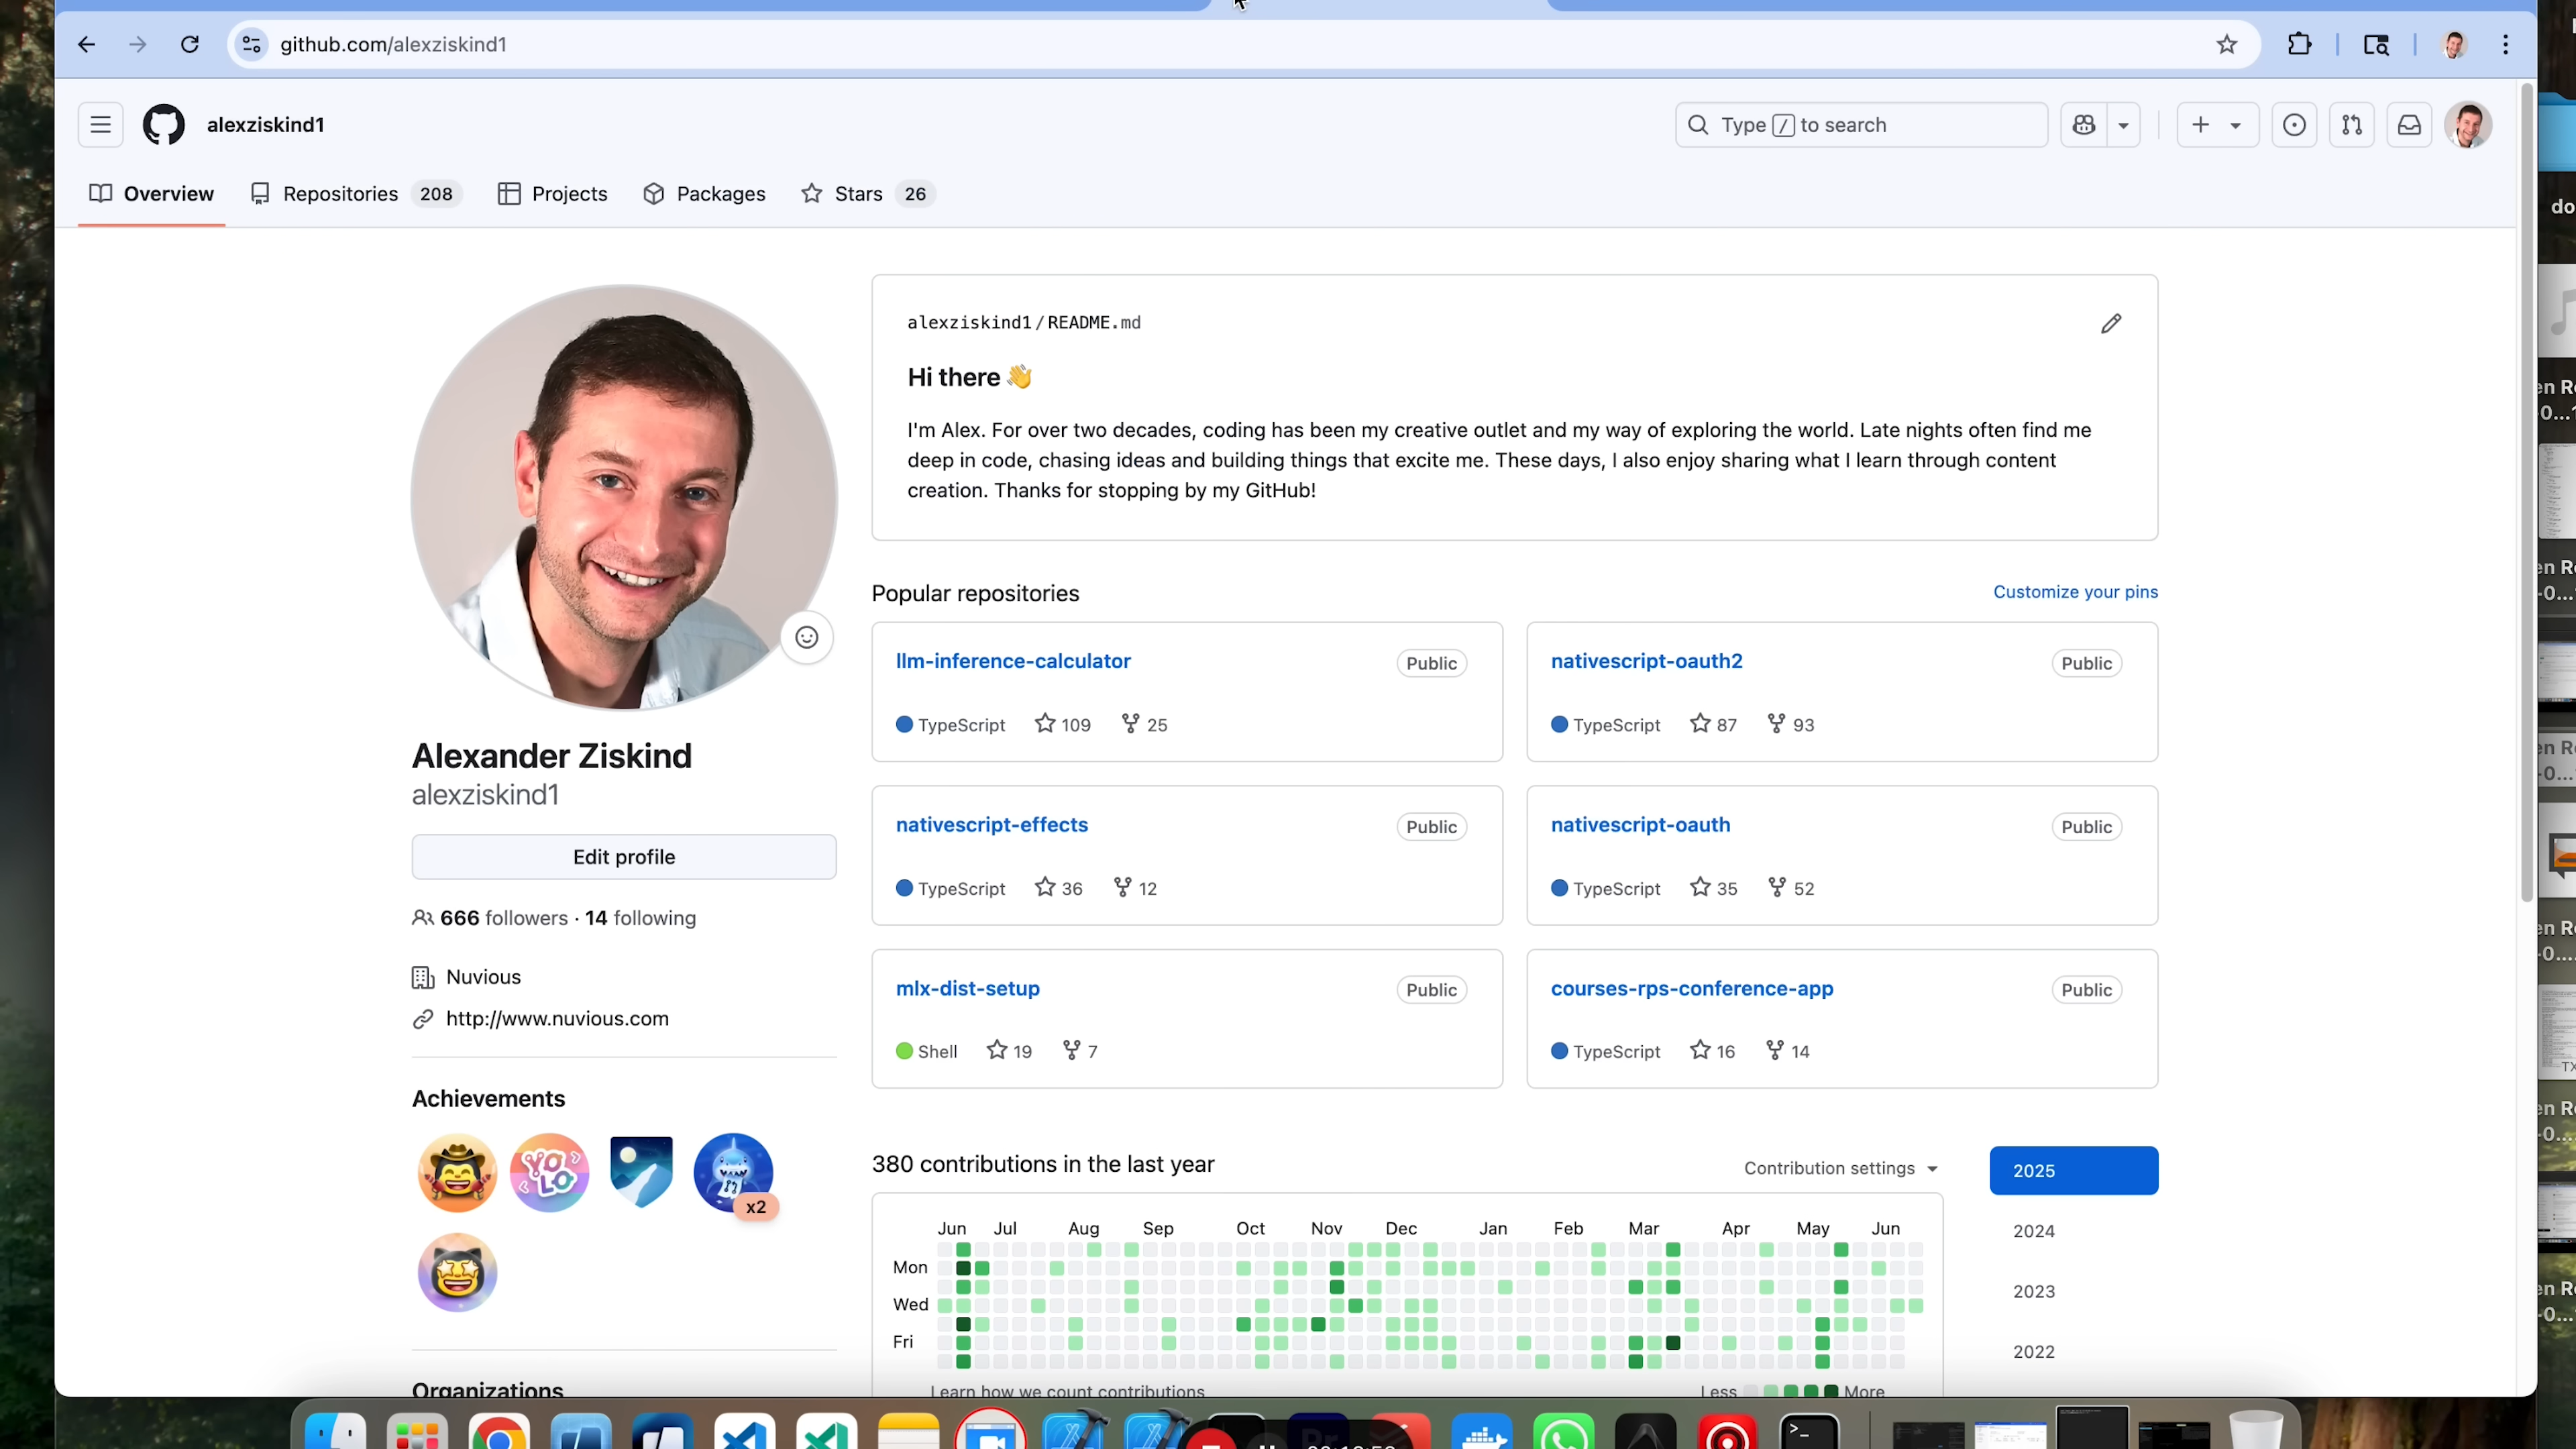 github.com/alexziskind1
alexziskind1
Type / to search
Overview
Repositories 208
Projects
Packages
Stars 26
alexziskind1/README.md
Hi there 👋
I'm Alex. For over two decades, coding has been my creative outlet and my way of exploring the world. Late nights often find me
deep in code, chasing ideas and building things that excite me. These days, I also enjoy sharing what I learn through content
creation. Thanks for stopping by my GitHub!
Alexander Ziskind
alexziskind1
Edit profile
666 followers · 14 following
Nuvious
http://www.nuvious.com
Achievements
YOLO
x2
Organizations
Popular repositories
Customize your pins
llm-inference-calculator
Public
TypeScript 109 25
nativescript-oauth2
Public
TypeScript 87 93
nativescript-effects
Public
TypeScript 36 12
nativescript-oauth
Public
TypeScript 35 52
mlx-dist-setup
Public
Shell 19 7
courses-rps-conference-app
Public
TypeScript 16 14
380 contributions in the last year
Contribution settings
2025
2024
2023
2022
Jun Jul Aug Sep Oct Nov Dec Jan Feb Mar Apr May Jun
Mon
Wed
Fri
Learn how we count contributions
Less
More